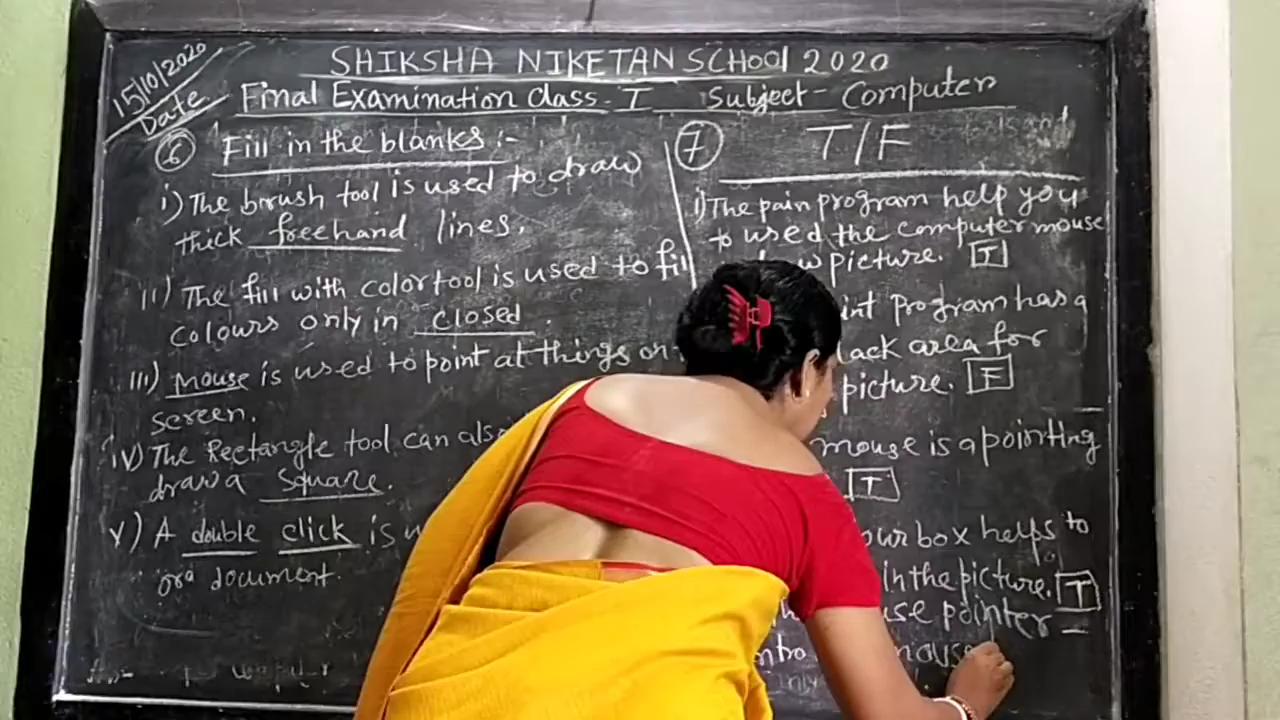 15/10/2020
Date
SHIKSHA NIKETAN SCHOOL 2020
Final Examination Class - I Subject - Computer
6 Fill in the blanks :-
i) The brush tool is used to draw
thick freehand lines.
ii) The fill with color tool is used to fill
colours only in closed.
iii) Mouse is used to point at things on
screen.
iv) The Rectangle tool can also
draw a square.
v) A double click is
or a document.
7 T/F
i) The pain program help you
to used the computer mouse
picture. T
program has a
area for
picture. F
mouse is a pointing
T
box helps to
in the picture. T
pointer -
mouse